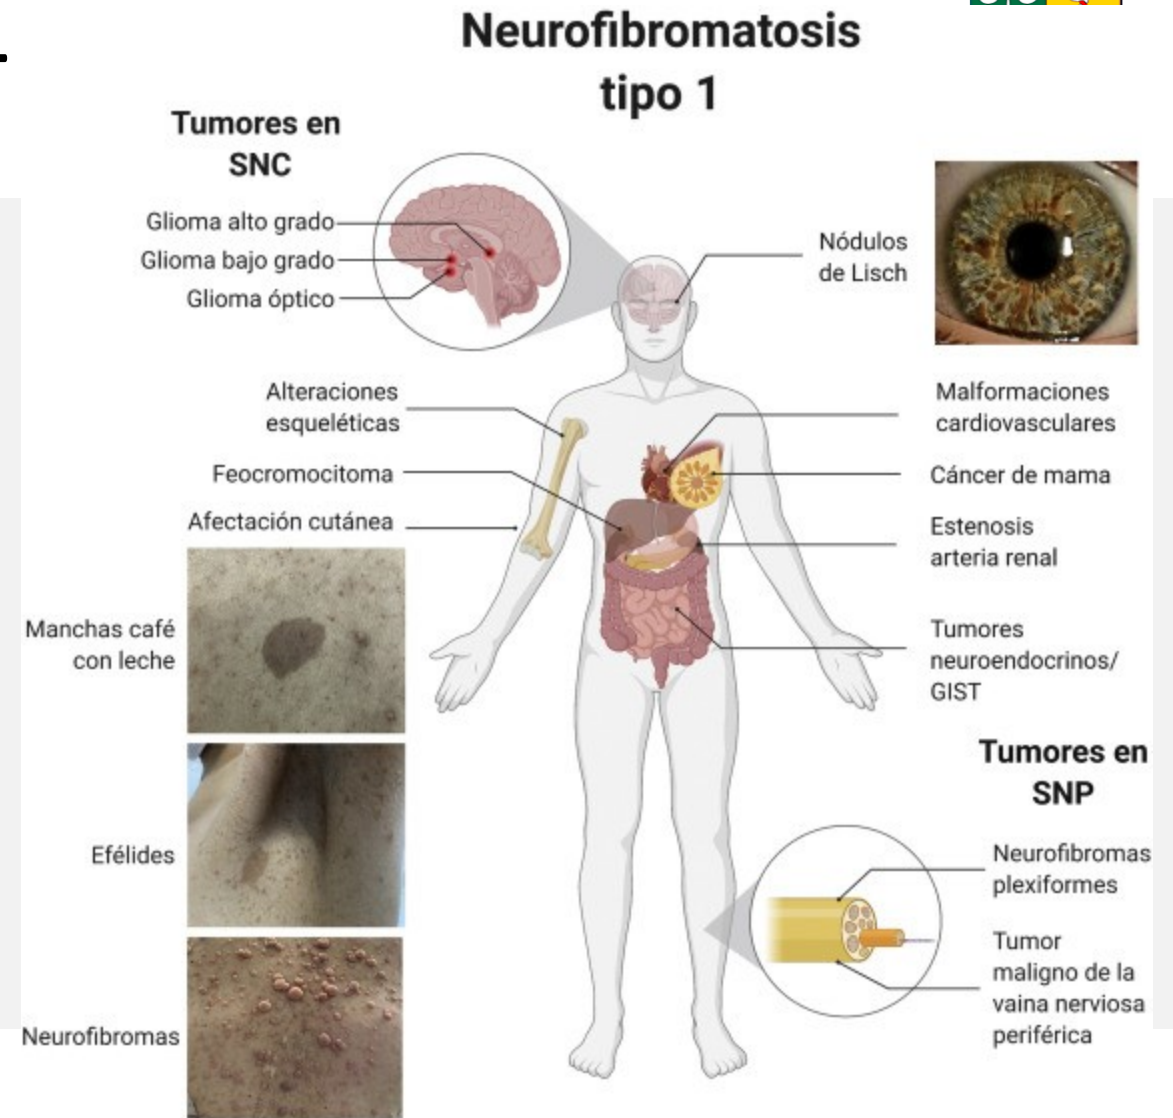 Neurofibromatosis
tipo 1
Tumores en
SNC
Glioma alto grado
Glioma bajo grado
Glioma óptico
Nódulos
de Lisch
Alteraciones
esqueléticas
Feocromocitoma
Afectación cutánea
Manchas café
con leche
Efélides
Neurofibromas
Malformaciones
cardiovasculares
Cáncer de mama
Estenosis
arteria renal
Tumores
neuroendocrinos/
GIST
Tumores en
SNP
Neurofibromas
plexiformes
Tumor
maligno de la
vaina nerviosa
periférica